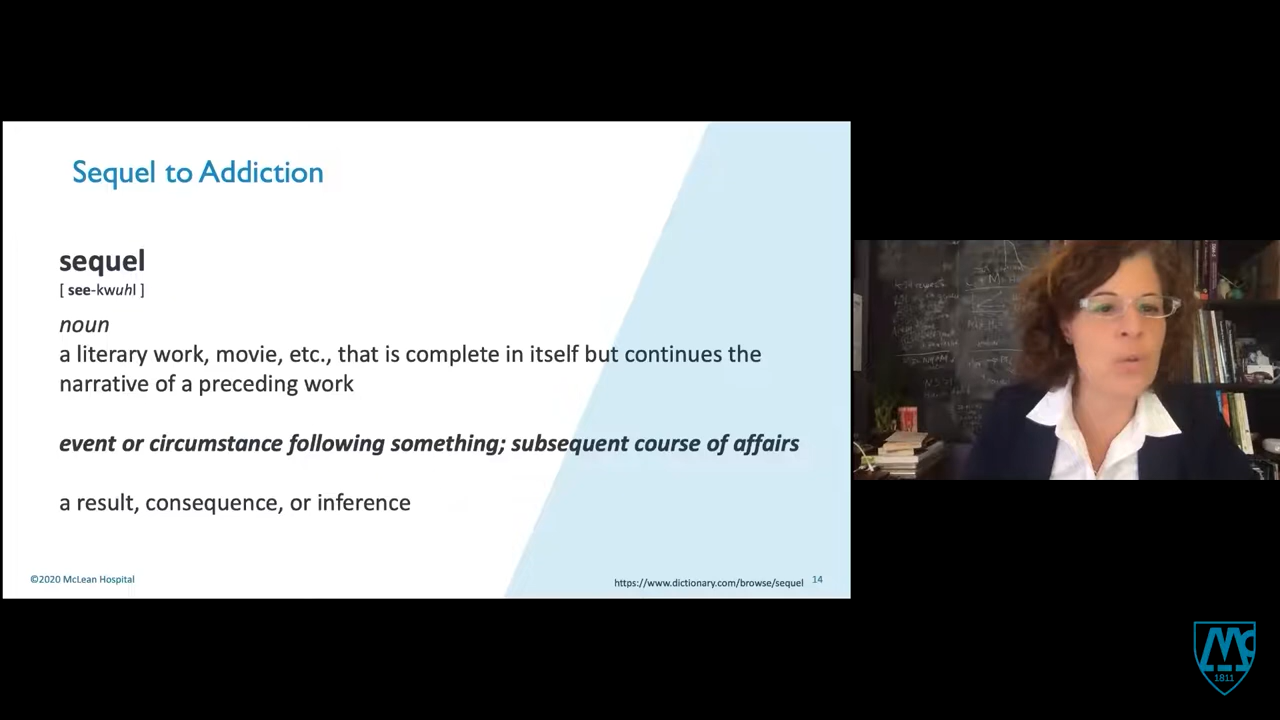 Sequel to Addiction
sequel
[ see-kwuhl ]
noun
a literary work, movie, etc., that is complete in itself but continues the
narrative of a preceding work
event or circumstance following something; subsequent course of affairs
a result, consequence, or inference
©2020 McLean Hospital
https://www.dictionary.com/browse/sequel 14
1811